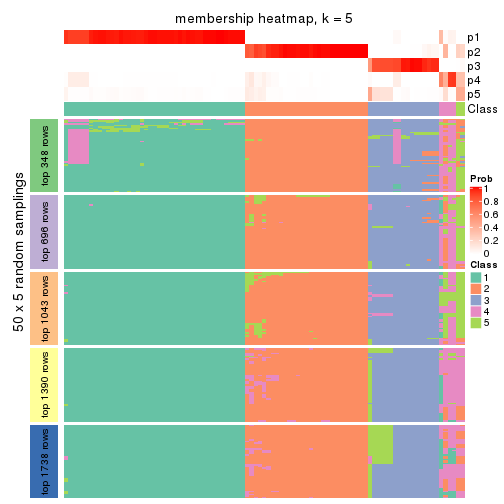 membership heatmap, k = 5
p1
p2
p3
p4
p5
Class
50 x 5 random samplings
top 348 rows
top 696 rows
top 1043 rows
top 1390 rows
top 1738 rows
Prob
1
0.8
0.6
0.4
0.2
0
Class
1
2
3
4
5